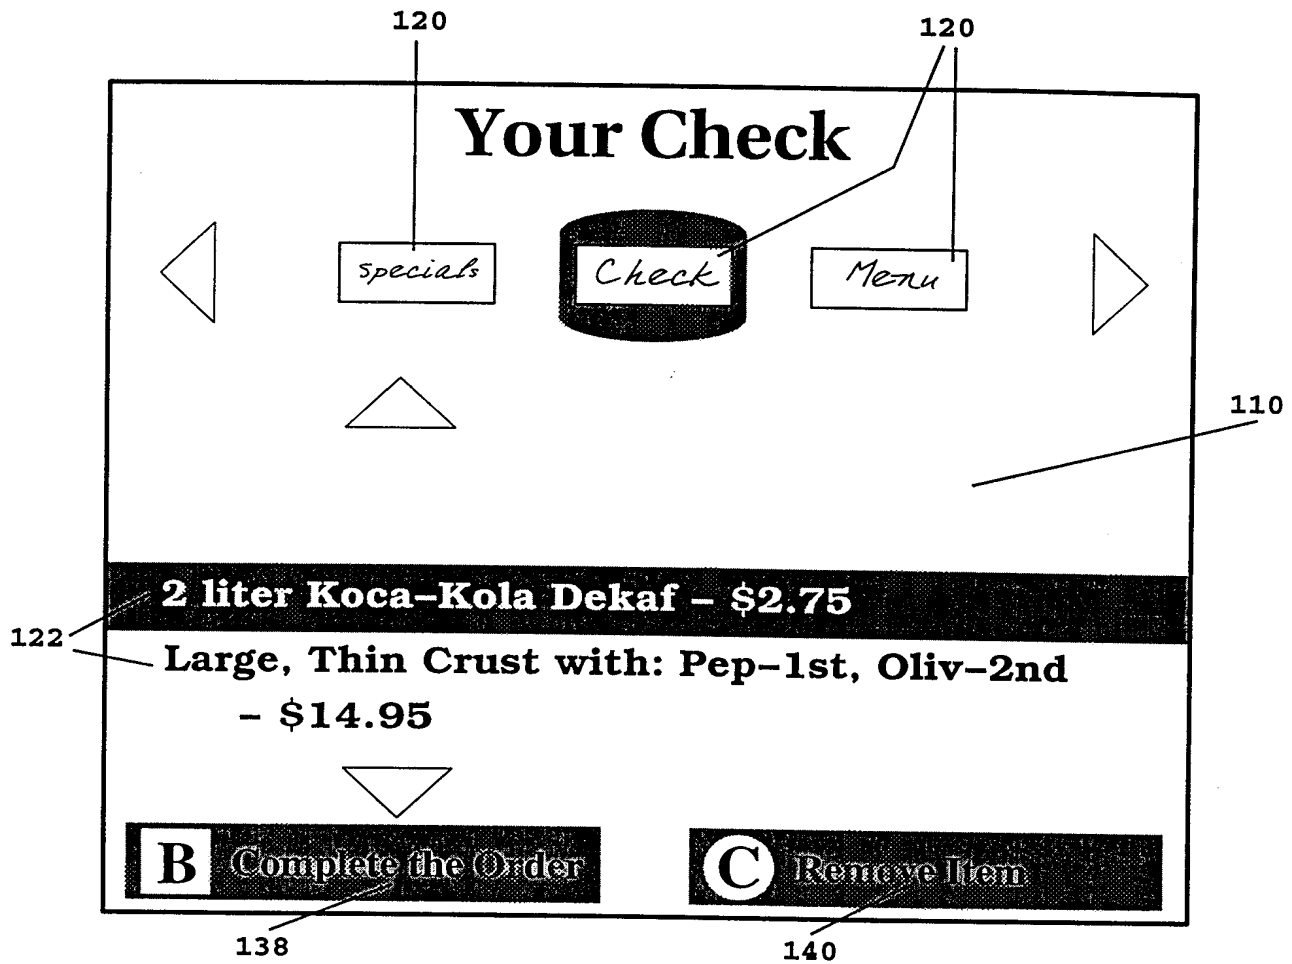 120
120
Your Check
specials
Check
Menu
110
2 liter Koca–Kola Dekaf – $2.75
122
Large, Thin Crust with: Pep–1st, Oliv–2nd
– $14.95
B Complete the Order
C Remove Item
138
140